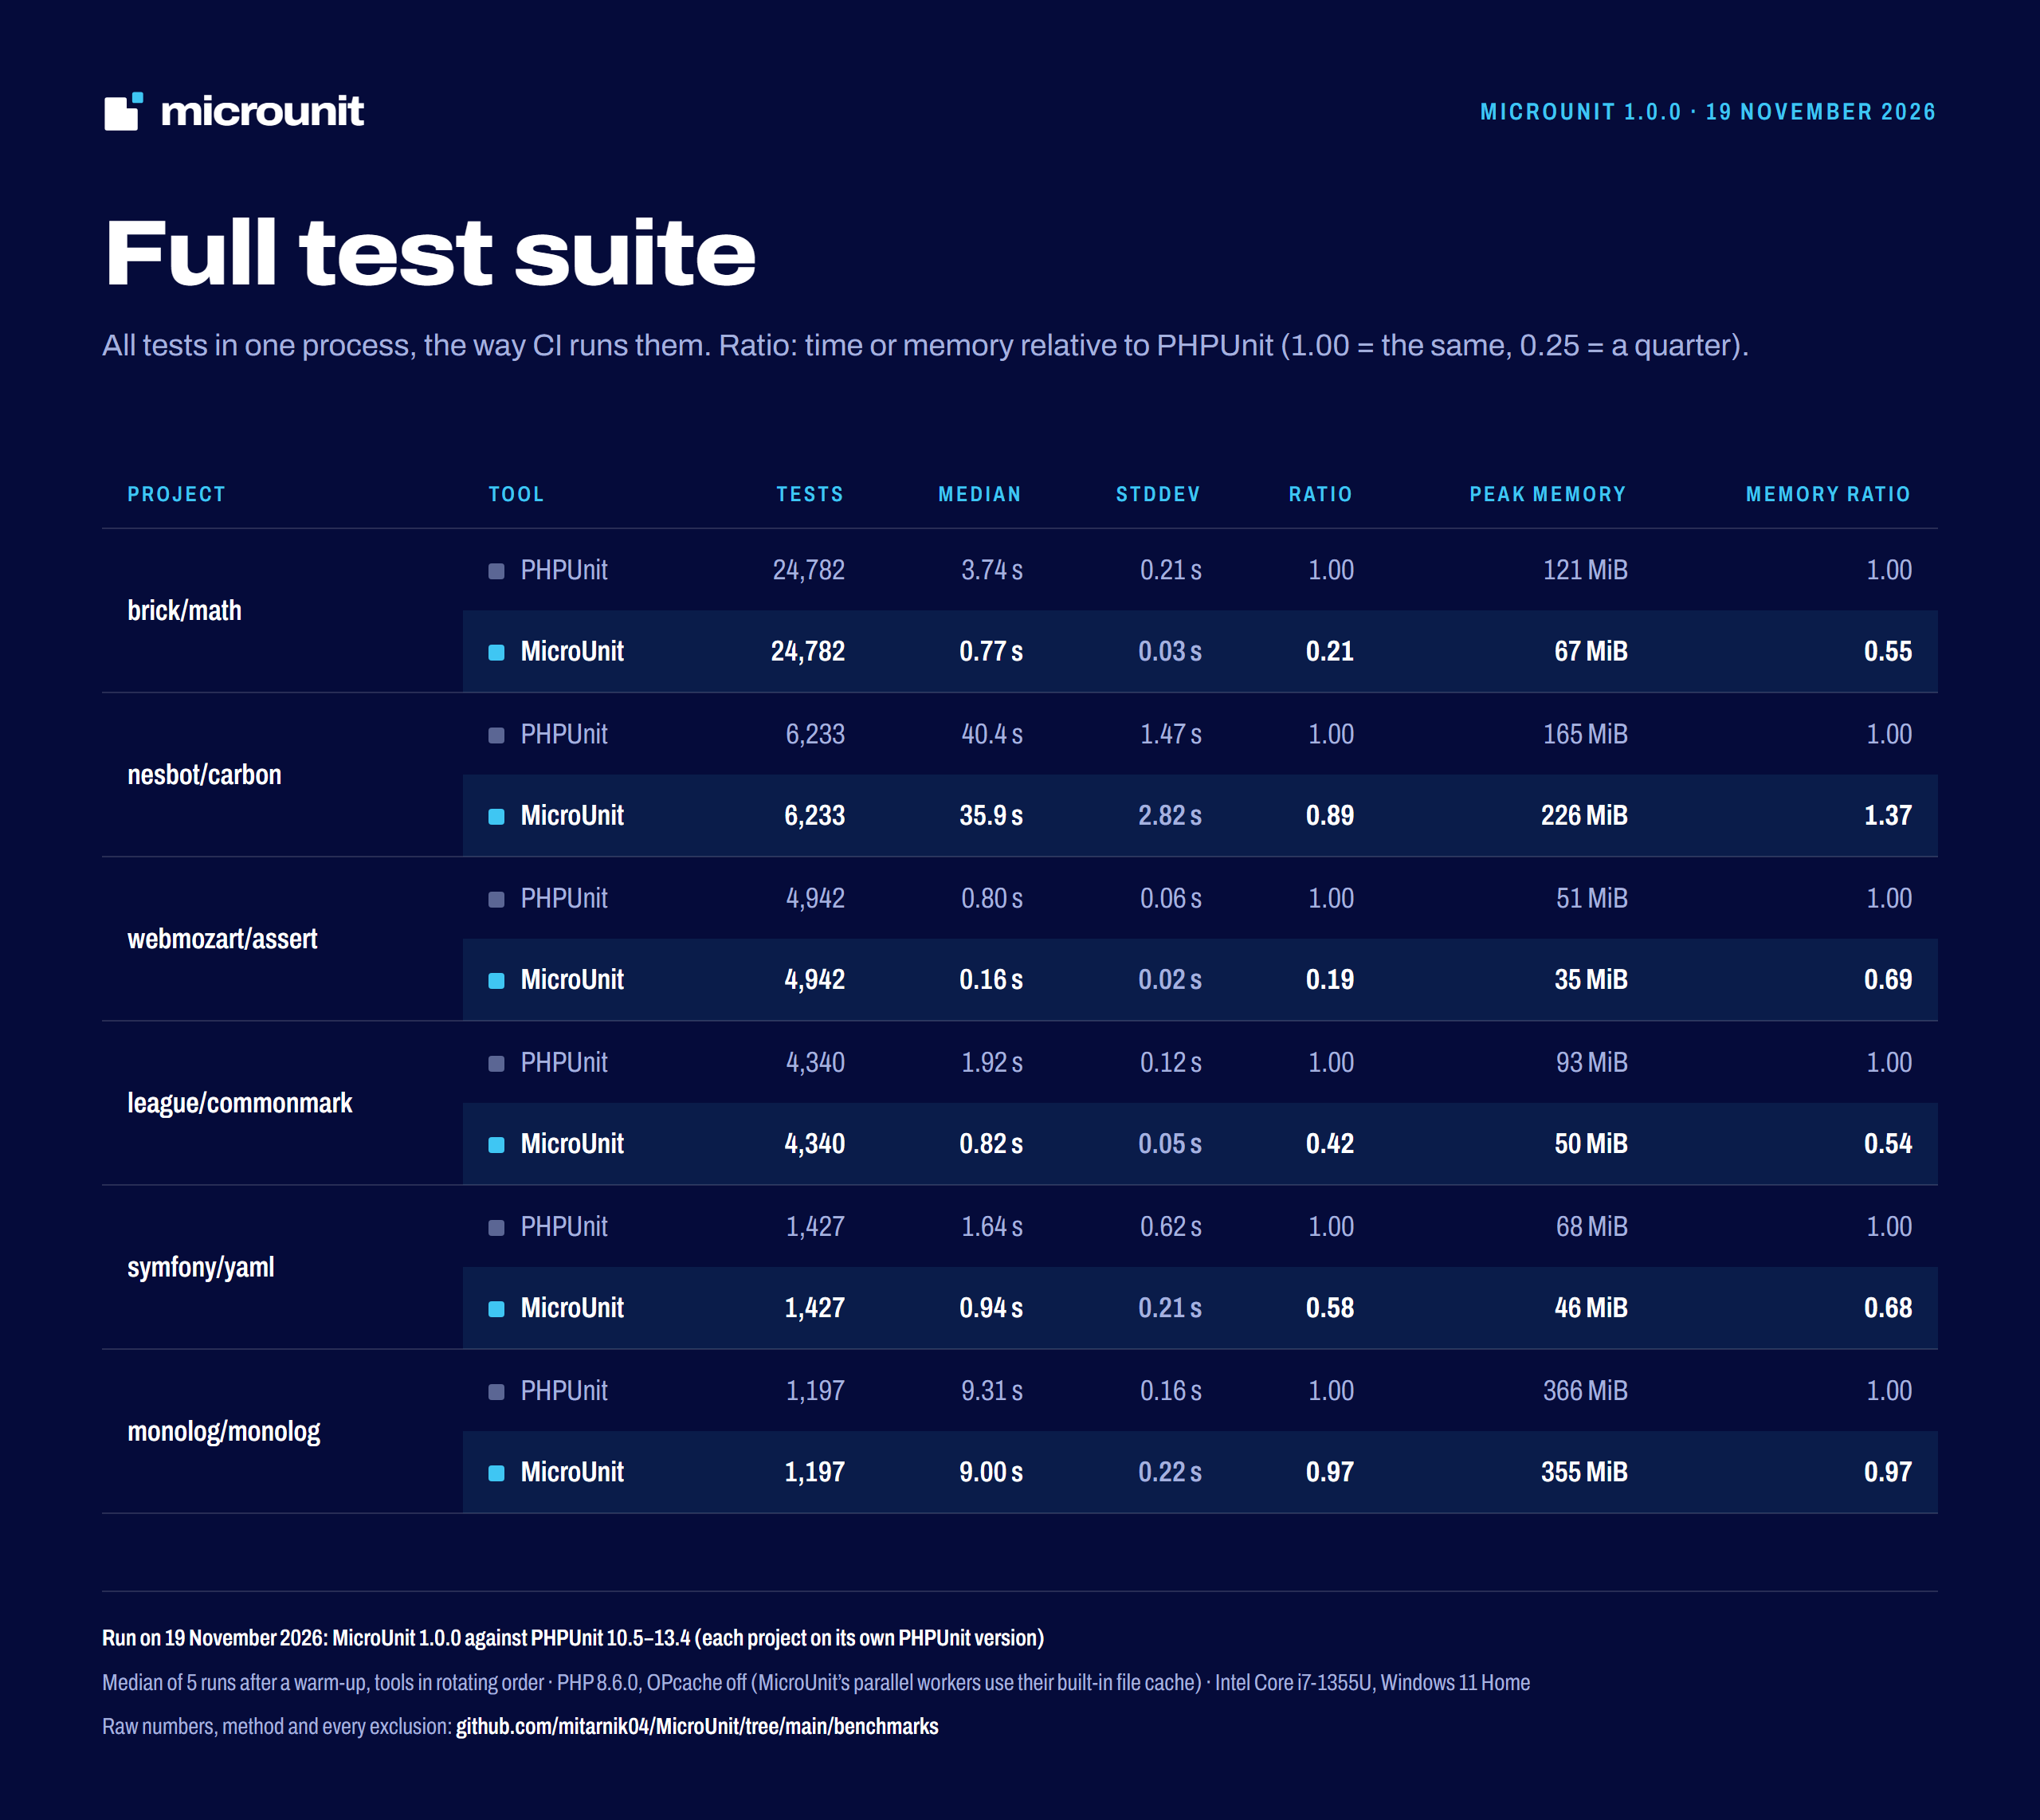 microunit
MICROUNIT 1.0.0 · 19 NOVEMBER 2026
Full test suite
All tests in one process, the way CI runs them. Ratio: time or memory relative to PHPUnit (1.00 = the same, 0.25 = a quarter).
PROJECT TOOL TESTS MEDIAN STDDEV RATIO PEAK MEMORY MEMORY RATIO
brick/math
PHPUnit 24,782 3.74 s 0.21 s 1.00 121 MiB 1.00
MicroUnit 24,782 0.77 s 0.03 s 0.21 67 MiB 0.55
nesbot/carbon
PHPUnit 6,233 40.4 s 1.47 s 1.00 165 MiB 1.00
MicroUnit 6,233 35.9 s 2.82 s 0.89 226 MiB 1.37
webmozart/assert
PHPUnit 4,942 0.80 s 0.06 s 1.00 51 MiB 1.00
MicroUnit 4,942 0.16 s 0.02 s 0.19 35 MiB 0.69
league/commonmark
PHPUnit 4,340 1.92 s 0.12 s 1.00 93 MiB 1.00
MicroUnit 4,340 0.82 s 0.05 s 0.42 50 MiB 0.54
symfony/yaml
PHPUnit 1,427 1.64 s 0.62 s 1.00 68 MiB 1.00
MicroUnit 1,427 0.94 s 0.21 s 0.58 46 MiB 0.68
monolog/monolog
PHPUnit 1,197 9.31 s 0.16 s 1.00 366 MiB 1.00
MicroUnit 1,197 9.00 s 0.22 s 0.97 355 MiB 0.97
Run on 19 November 2026: MicroUnit 1.0.0 against PHPUnit 10.5–13.4 (each project on its own PHPUnit version)
Median of 5 runs after a warm-up, tools in rotating order · PHP 8.6.0, OPcache off (MicroUnit’s parallel workers use their built-in file cache) · Intel Core i7-1355U, Windows 11 Home
Raw numbers, method and every exclusion: github.com/mitarnik04/MicroUnit/tree/main/benchmarks